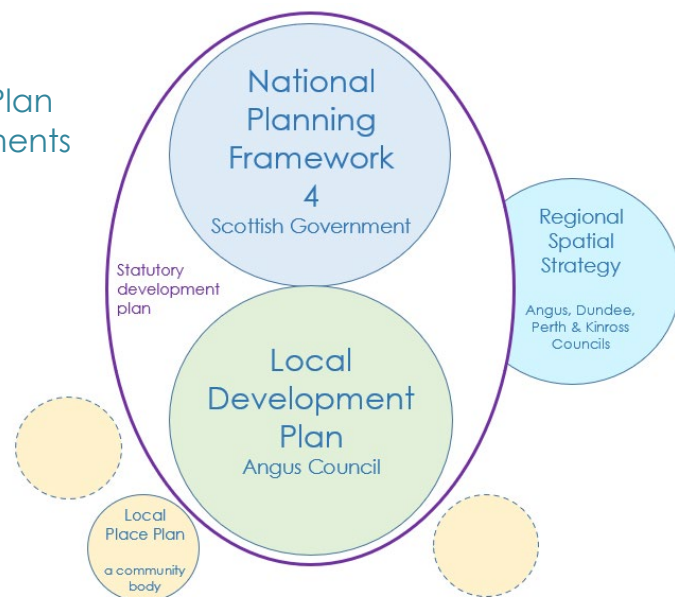 Plan
National
Planning
Framework
4
Scottish Government
Statutory
development
plan
Regional
Spatial
Strategy
Angus, Dundee,
Perth & Kinross
Councils
Local
Development
Plan
Angus Council
Local
Place Plan
a community
body